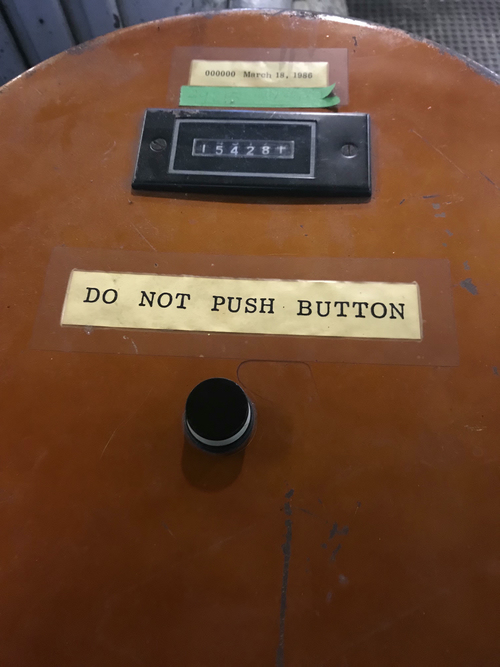 000000 March 18, 1986
154281
DO NOT PUSH BUTTON